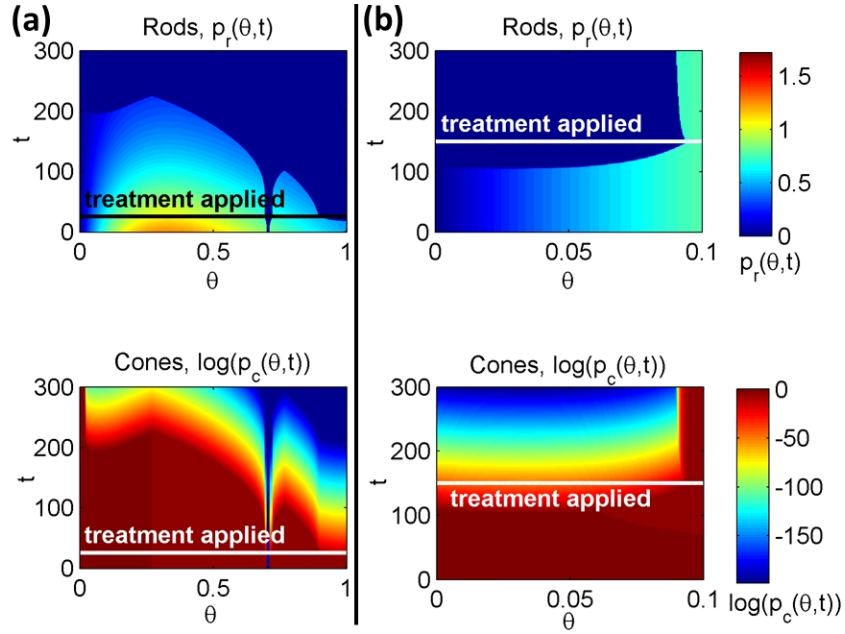 (a)
Rods, p_r(θ,t)
300
200
100
0
t
treatment applied
0
0.5
1
θ
Cones, log(p_c(θ,t))
300
200
100
0
t
treatment applied
0
0.5
1
θ
(b)
Rods, p_r(θ,t)
300
200
100
0
t
treatment applied
0
0.05
0.1
θ
1.5
1
0.5
0
p_r(θ,t)
Cones, log(p_c(θ,t))
300
200
100
0
t
treatment applied
0
0.05
0.1
θ
0
-50
-100
-150
log(p_c(θ,t))